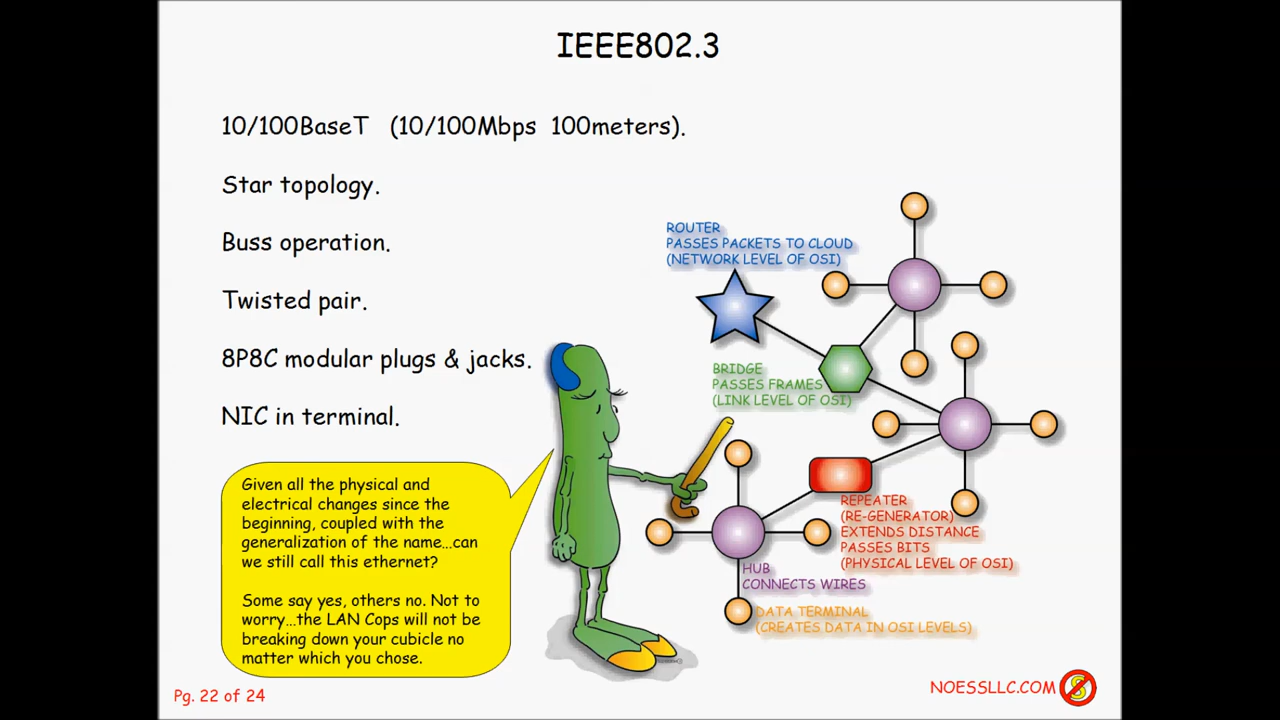 IEEE802.3
10/100BaseT (10/100Mbps 100meters).
Star topology.
Buss operation.
Twisted pair.
8P8C modular plugs & jacks.
NIC in terminal.
Given all the physical and
electrical changes since the
beginning, coupled with the
generalization of the name...can
we still call this ethernet?
Some say yes, others no. Not to
worry...the LAN Cops will not be
breaking down your cubicle no
matter which you chose.
ROUTER
PASSES PACKETS TO CLOUD
(NETWORK LEVEL OF OSI)
BRIDGE
PASSES FRAMES
(LINK LEVEL OF OSI)
REPEATER
(RE-GENERATOR)
EXTENDS DISTANCE
PASSES BITS
(PHYSICAL LEVEL OF OSI)
HUB
CONNECTS WIRES
DATA TERMINAL
(CREATES DATA IN OSI LEVELS)
Pg. 22 of 24
NOESSLLC.COM
S